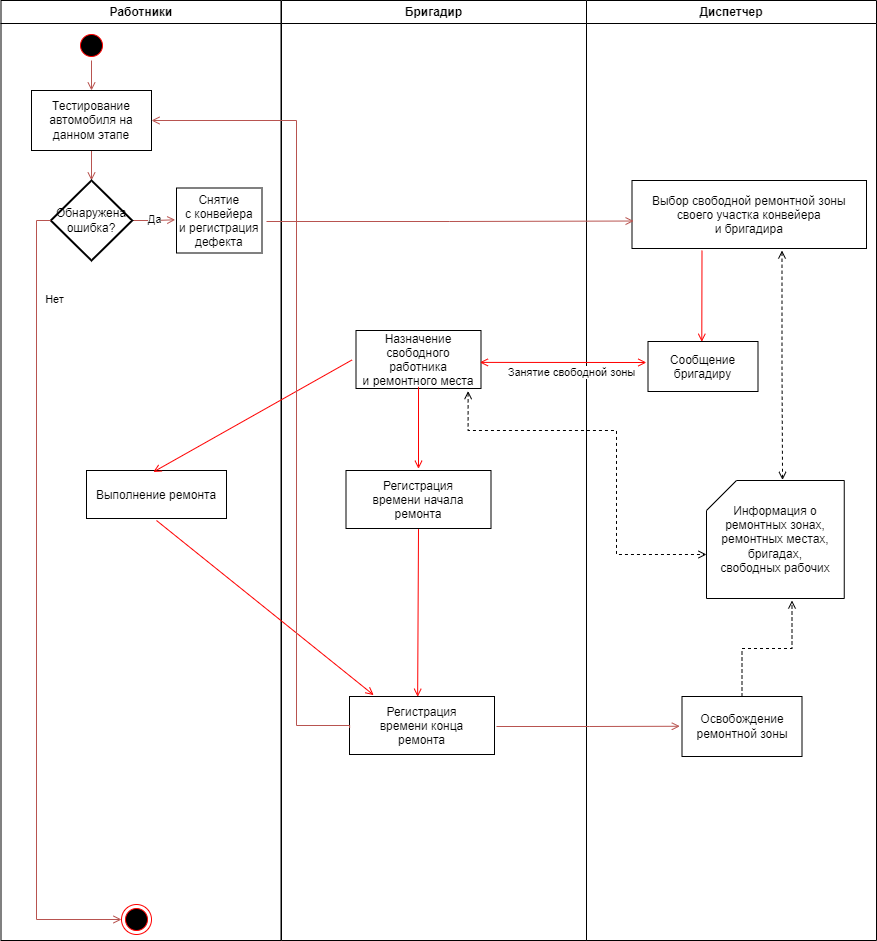 Работники
Бригадир
Диспетчер
Тестирование
автомобиля на
данном этапе
Обнаружена
ошибка?
Да
Снятие
с конвейера
и регистрация
дефекта
Выбор свободной ремонтной зоны
своего участка конвейера
и бригадира
Нет
Назначение
свободного
работника
и ремонтного места
Занятие свободной зоны
Сообщение
бригадиру
Выполнение ремонта
Регистрация
времени начала
ремонта
Информация о
ремонтных зонах,
ремонтных местах,
бригадах,
свободных рабочих
Регистрация
времени конца
ремонта
Освобождение
ремонтной зоны